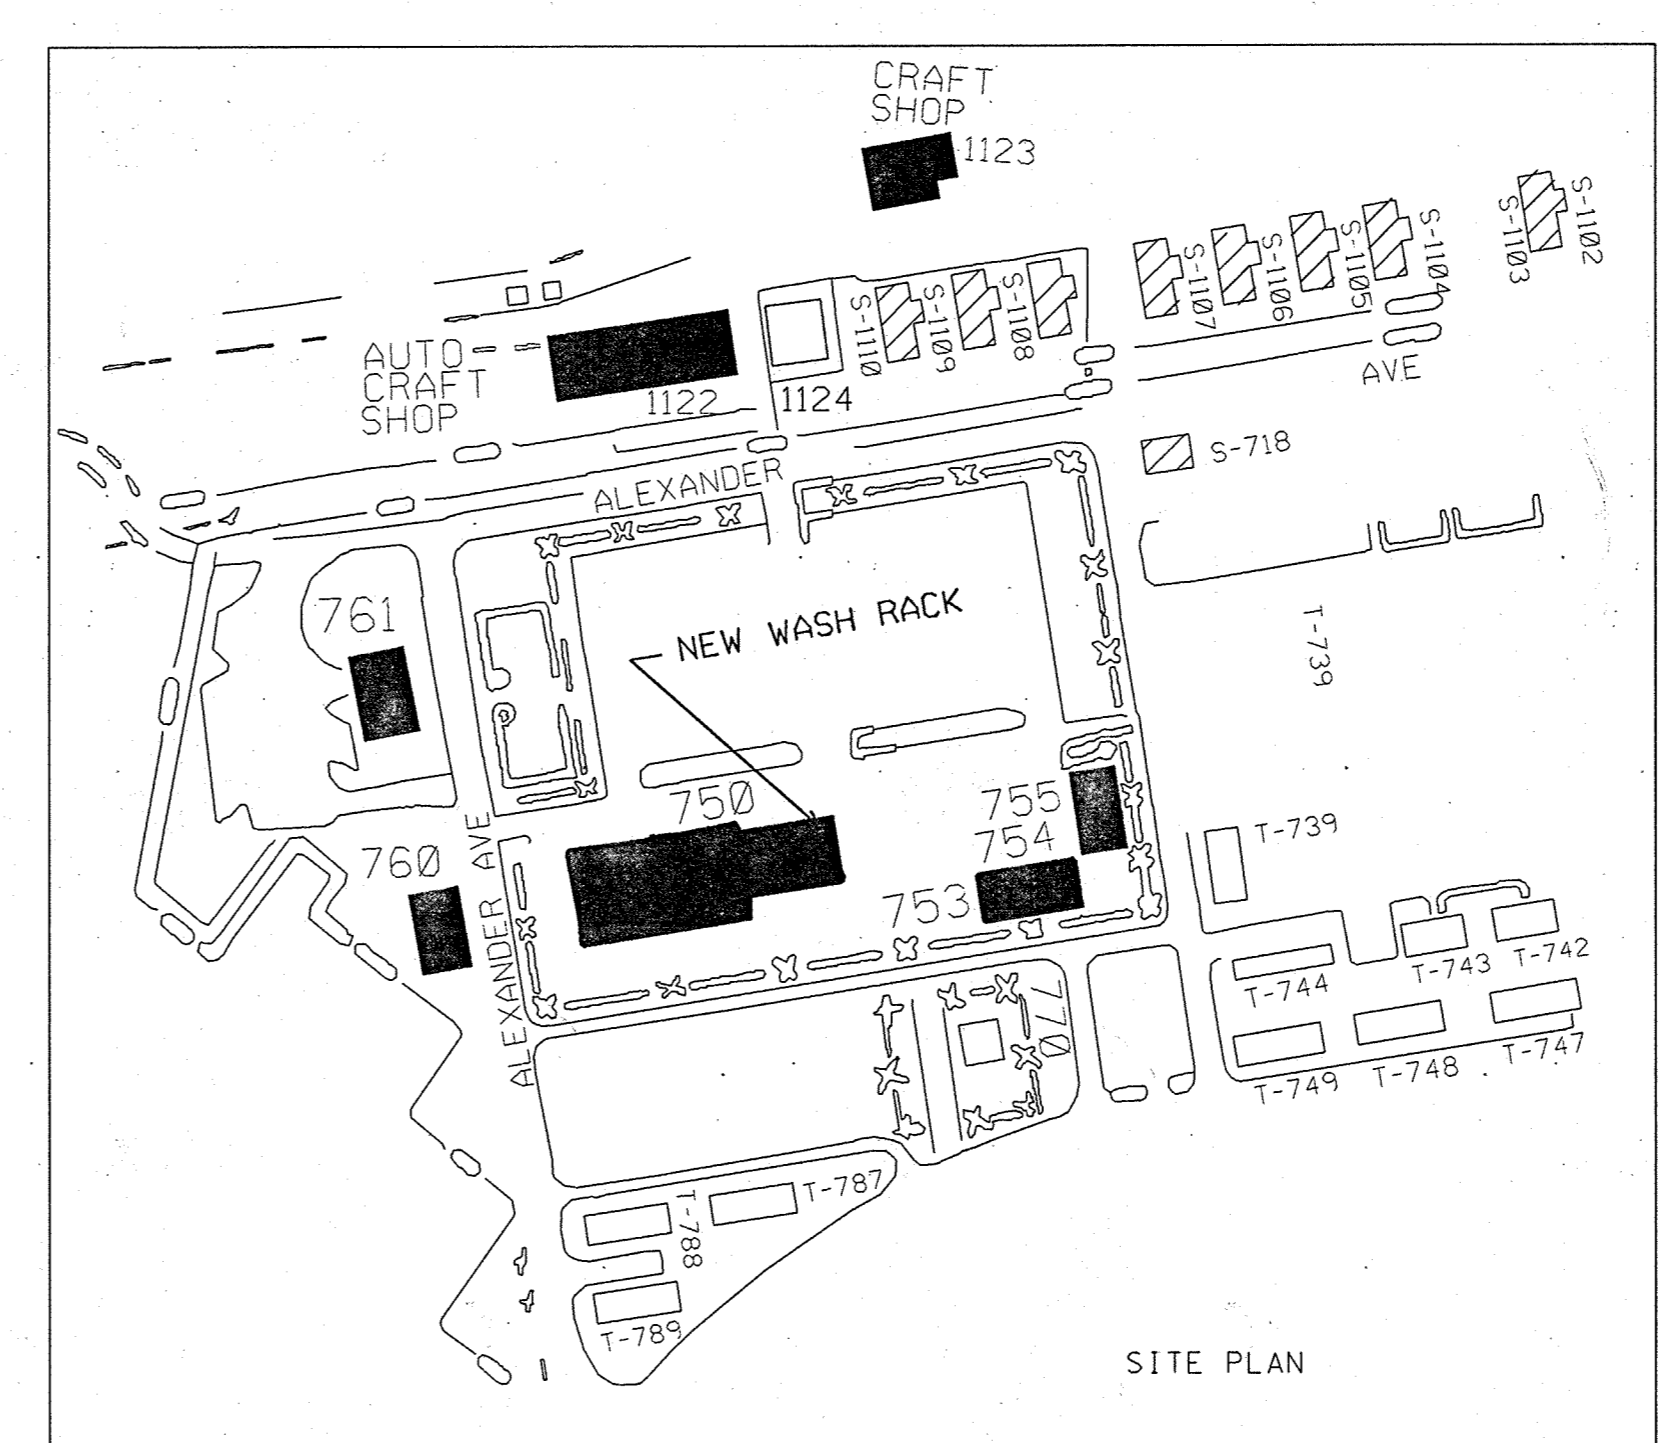 CRAFT
SHOP
1123
S-1102
S-1103
S-1104
S-1105
S-1106
S-1107
S-1108
S-1109
S-1110
AUTO
CRAFT
SHOP
1122
1124
AVE
ALEXANDER
S-718
761
NEW WASH RACK
T-739
750
755
754
T-739
760
ALEXANDER AVE
753
T-743
T-742
T-744
770
T-747
T-748
T-749
T-787
T-788
T-789
SITE PLAN